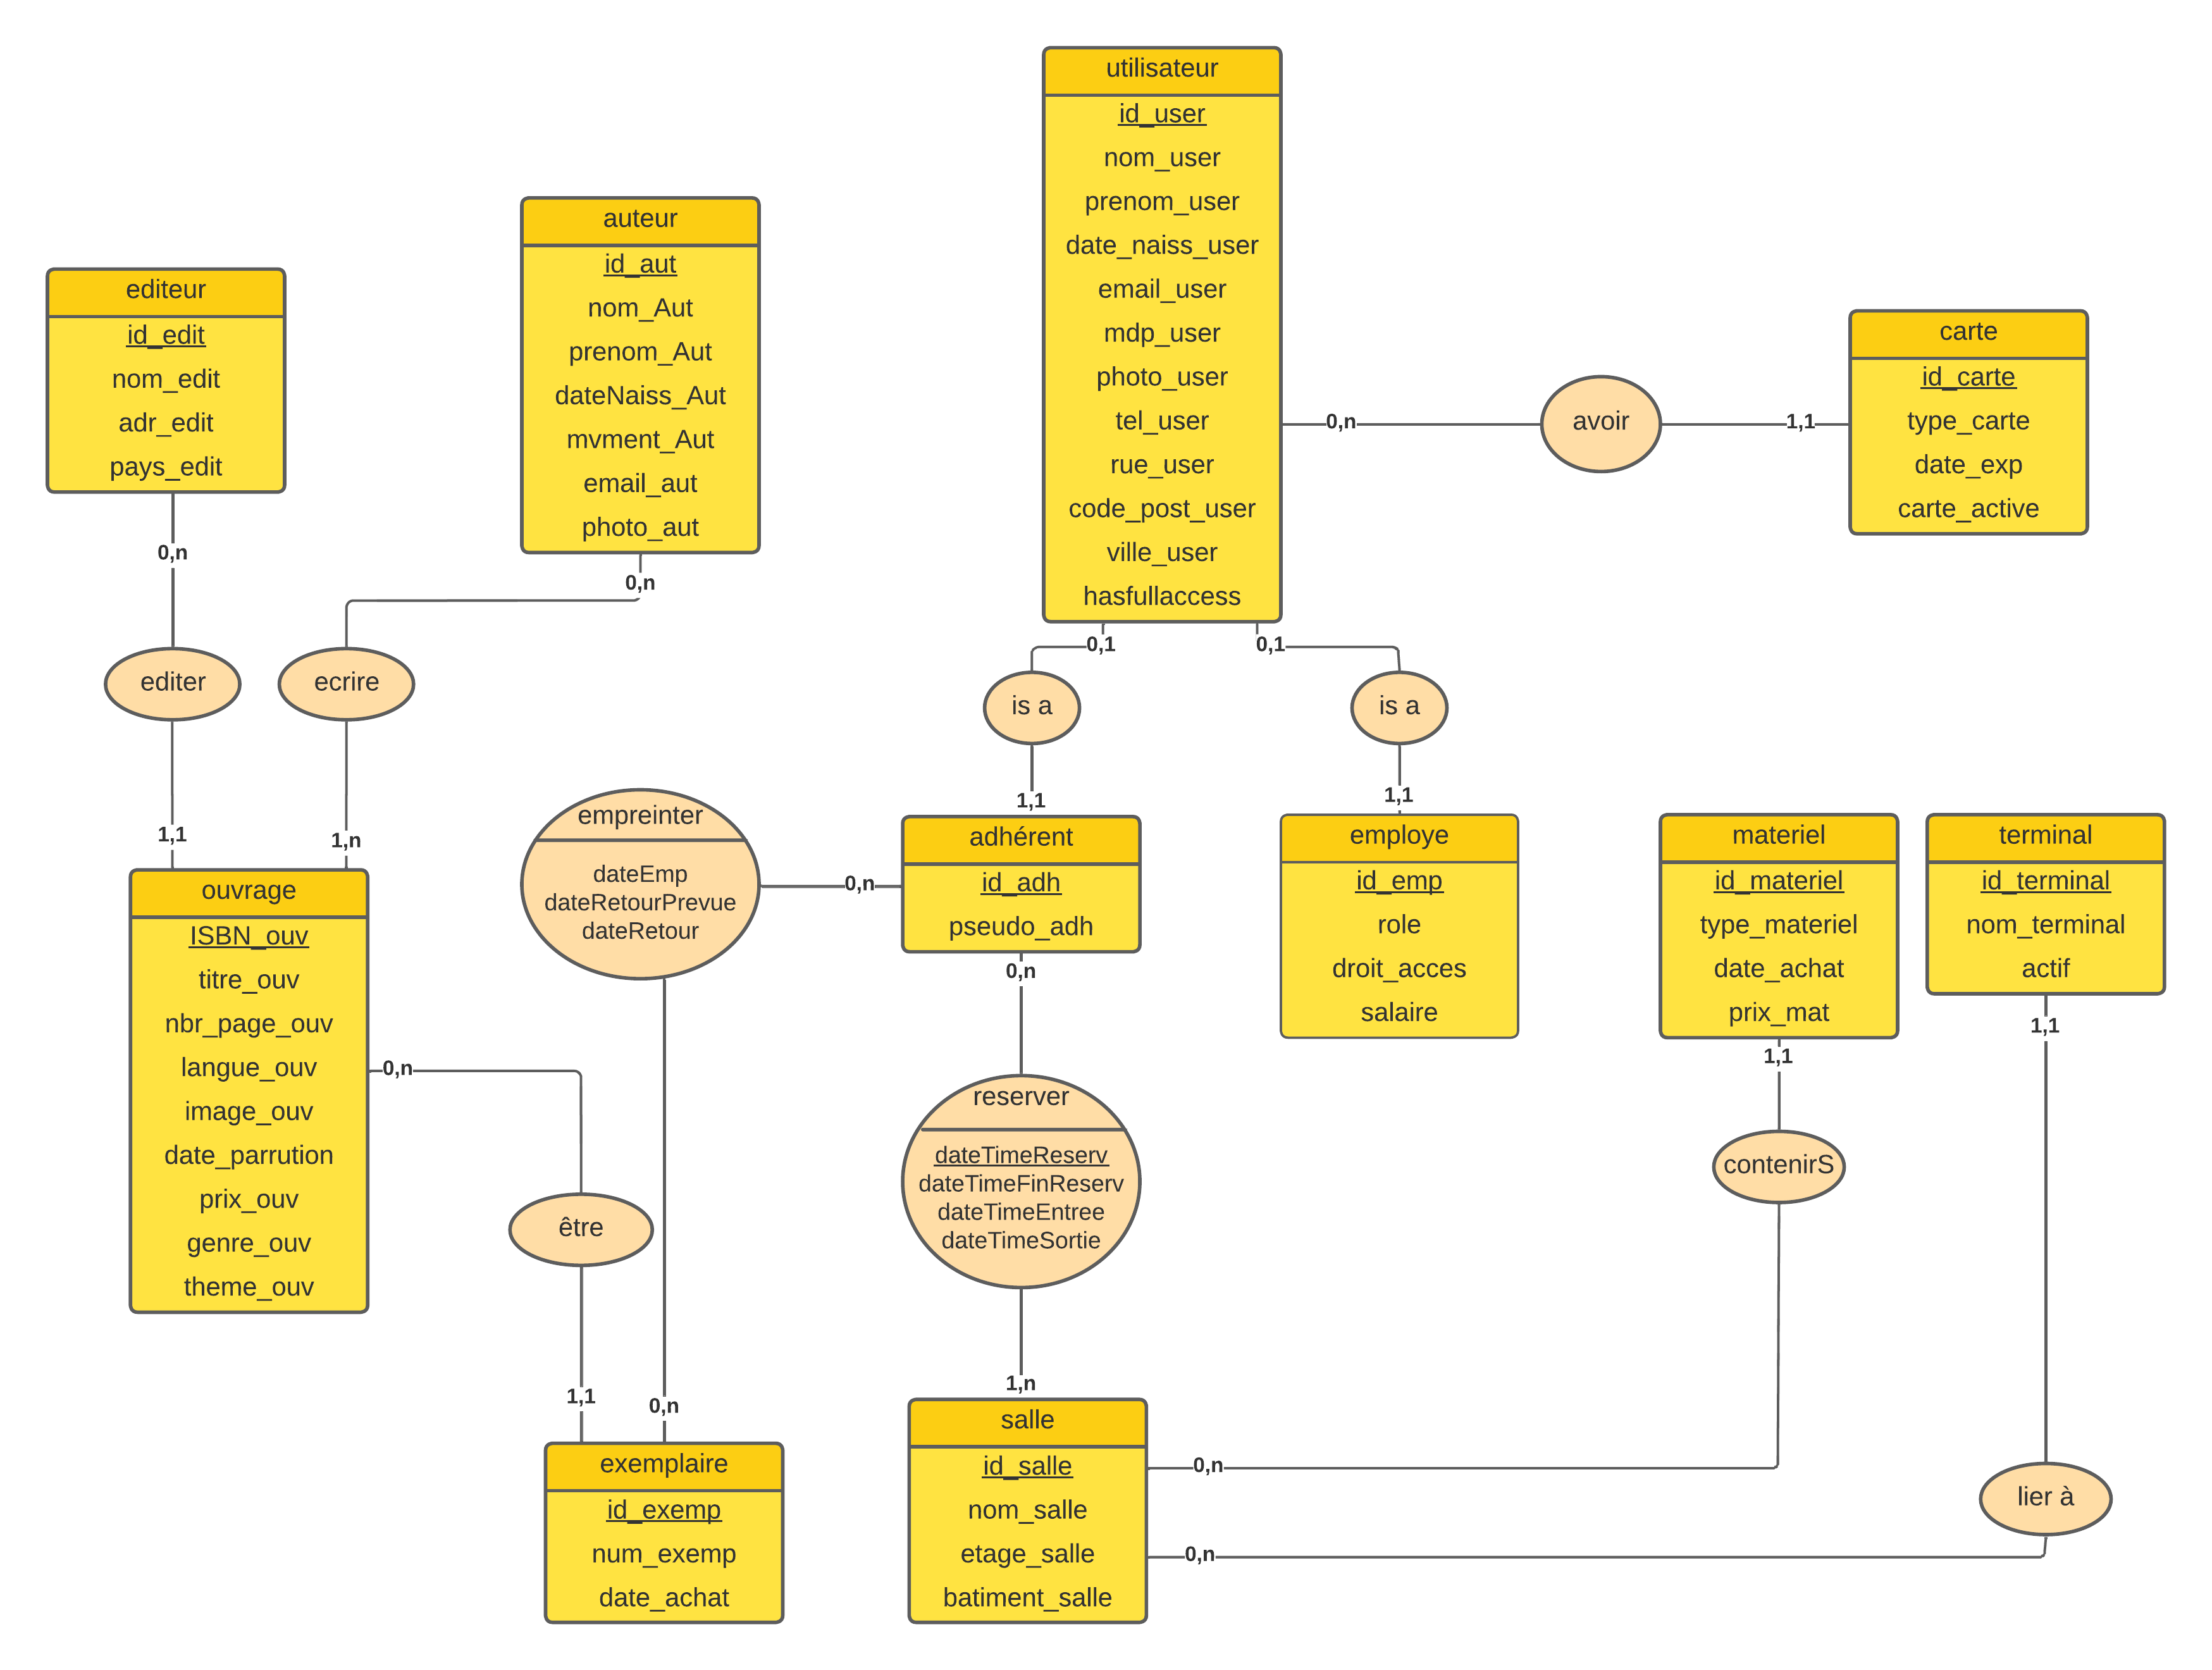 utilisateur
id_user
nom_user
prenom_user
date_naiss_user
email_user
mdp_user
photo_user
tel_user
rue_user
code_post_user
ville_user
hasfullaccess
auteur
id_aut
nom_Aut
prenom_Aut
dateNaiss_Aut
mvment_Aut
email_aut
photo_aut
editeur
id_edit
nom_edit
adr_edit
pays_edit
carte
id_carte
type_carte
date_exp
carte_active
0,n
avoir
1,1
0,n
0,n
0,1
0,1
editer
ecrire
is a
is a
1,1
1,n
1,1
1,1
ouvrage
ISBN_ouv
titre_ouv
nbr_page_ouv
langue_ouv
image_ouv
date_parrution
prix_ouv
genre_ouv
theme_ouv
empreinter
dateEmp
dateRetourPrevue
dateRetour
0,n
adhérent
id_adh
pseudo_adh
employe
id_emp
role
droit_acces
salaire
materiel
id_materiel
type_materiel
date_achat
prix_mat
terminal
id_terminal
nom_terminal
actif
0,n
1,1
1,1
0,n
reserver
dateTimeReserv
dateTimeFinReserv
dateTimeEntree
dateTimeSortie
contenirS
être
1,1
0,n
1,n
exemplaire
id_exemp
num_exemp
date_achat
salle
id_salle
nom_salle
etage_salle
batiment_salle
0,n
lier à
0,n